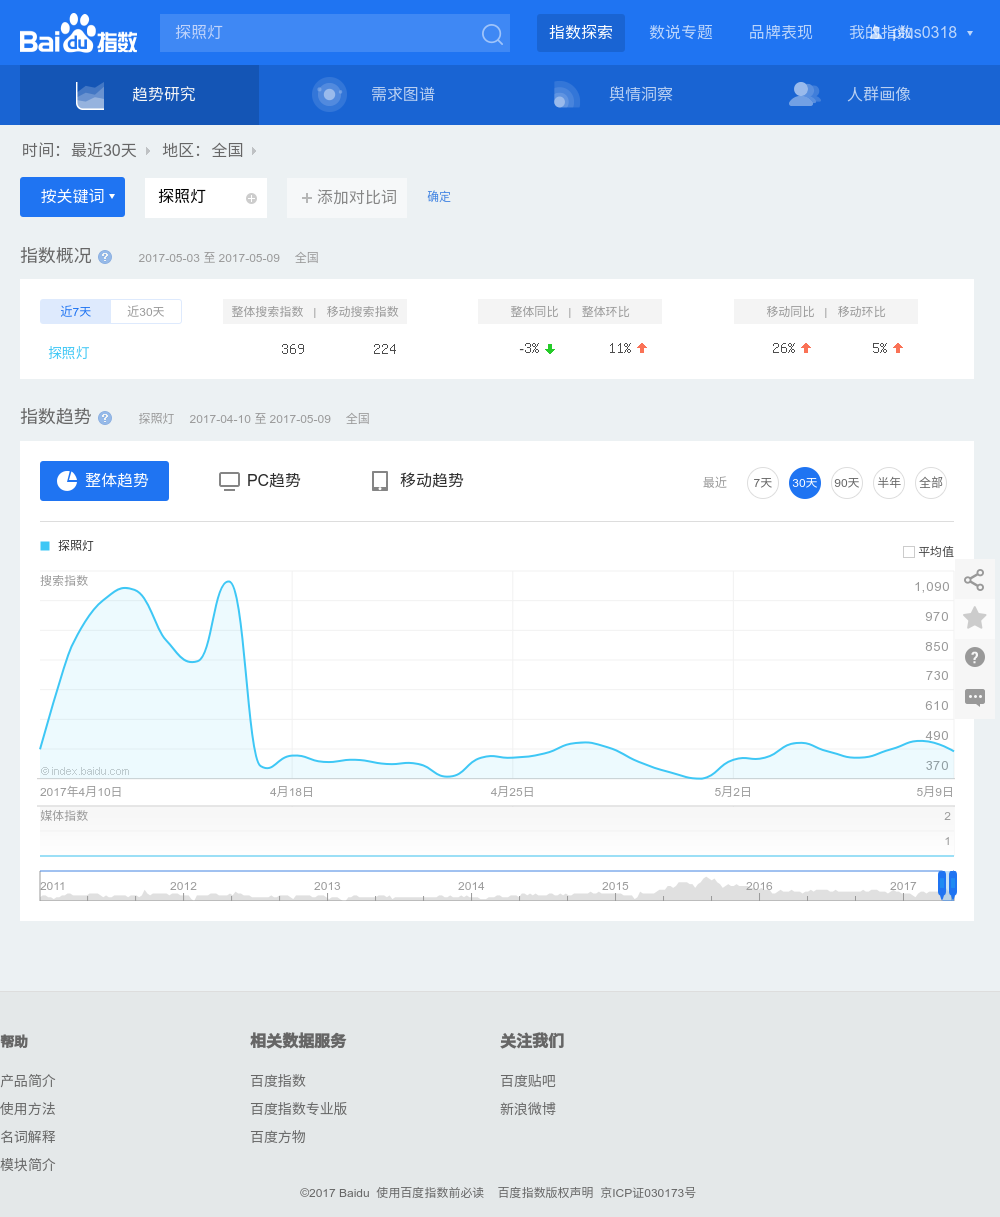 Bai du 指数 探照灯 指数探索 数说专题 品牌表现 我的指数 plus0318
趋势研究 需求图谱 舆情洞察 人群画像
时间： 最近30天 地区： 全国
按关键词 探照灯 + 添加对比词 确定
指数概况 ? 2017-05-03 至 2017-05-09 全国
近7天 近30天 整体搜索指数 | 移动搜索指数 整体同比 | 整体环比 移动同比 | 移动环比
探照灯 369 224 -3% 11% 26% 5%
指数趋势 ? 探照灯 2017-04-10 至 2017-05-09 全国
整体趋势 PC趋势 移动趋势 最近 7天 30天 90天 半年 全部
探照灯
平均值
搜索指数
1,090
970
850
730
610
490
370
©index.baidu.com
2017年4月10日 4月18日 4月25日 5月2日 5月9日
媒体指数 2
1
2011 2012 2013 2014 2015 2016 2017
帮助 相关数据服务 关注我们
产品简介 百度指数 百度贴吧
使用方法 百度指数专业版 新浪微博
名词解释 百度方物
模块简介
©2017 Baidu 使用百度指数前必读 百度指数版权声明 京ICP证030173号